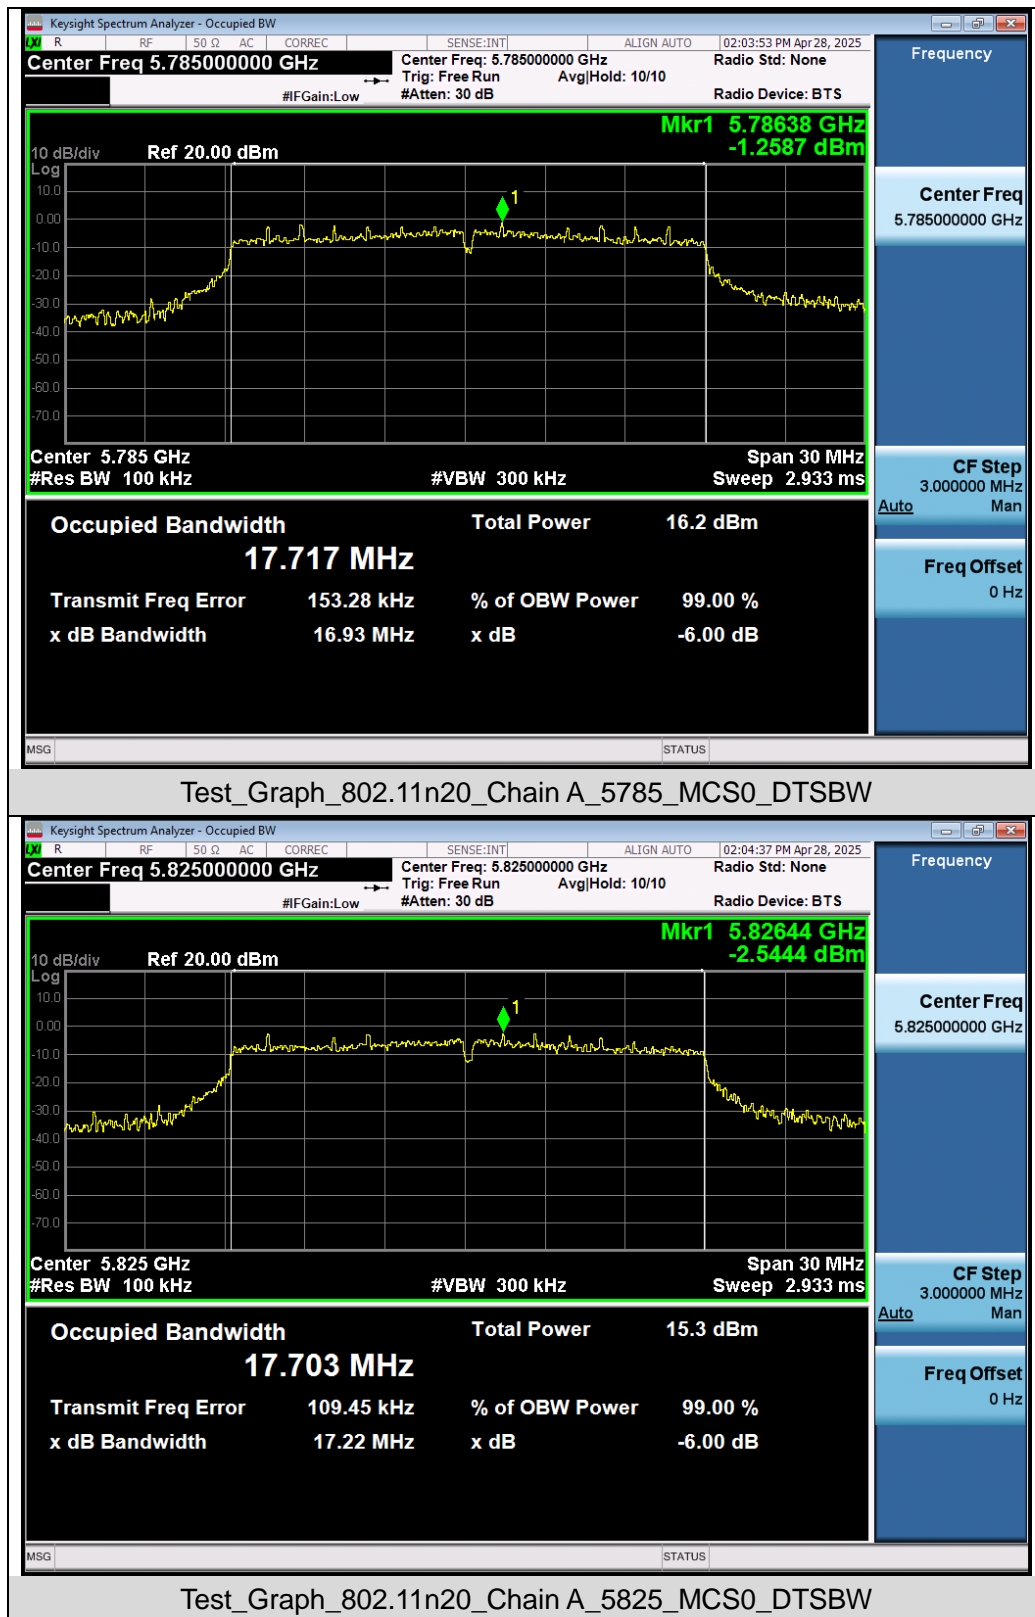 Keysight Spectrum Analyzer - Occupied BW
LXI R RF 50 Ω AC CORREC SENSE:INT ALIGN AUTO 02:03:53 PM Apr 28, 2025
Center Freq 5.785000000 GHz Center Freq: 5.785000000 GHz Radio Std: None
Trig: Free Run Avg|Hold: 10/10
#IFGain:Low #Atten: 30 dB Radio Device: BTS
Frequency
Mkr1 5.78638 GHz
-1.2587 dBm
10 dB/div Ref 20.00 dBm
Log
10.0
0.00
-10.0
-20.0
-30.0
-40.0
-50.0
-60.0
-70.0
1
Center 5.785 GHz Span 30 MHz
#Res BW 100 kHz #VBW 300 kHz Sweep 2.933 ms
Center Freq
5.785000000 GHz
CF Step
3.000000 MHz
Auto Man
Freq Offset
0 Hz
Occupied Bandwidth Total Power 16.2 dBm
17.717 MHz
Transmit Freq Error 153.28 kHz % of OBW Power 99.00 %
x dB Bandwidth 16.93 MHz x dB -6.00 dB
MSG STATUS
Test_Graph_802.11n20_Chain A_5785_MCS0_DTSBW
Keysight Spectrum Analyzer - Occupied BW
LXI R RF 50 Ω AC CORREC SENSE:INT ALIGN AUTO 02:04:37 PM Apr 28, 2025
Center Freq 5.825000000 GHz Center Freq: 5.825000000 GHz Radio Std: None
Trig: Free Run Avg|Hold: 10/10
#IFGain:Low #Atten: 30 dB Radio Device: BTS
Frequency
Mkr1 5.82644 GHz
-2.5444 dBm
10 dB/div Ref 20.00 dBm
Log
10.0
0.00
-10.0
-20.0
-30.0
-40.0
-50.0
-60.0
-70.0
1
Center 5.825 GHz Span 30 MHz
#Res BW 100 kHz #VBW 300 kHz Sweep 2.933 ms
Center Freq
5.825000000 GHz
CF Step
3.000000 MHz
Auto Man
Freq Offset
0 Hz
Occupied Bandwidth Total Power 15.3 dBm
17.703 MHz
Transmit Freq Error 109.45 kHz % of OBW Power 99.00 %
x dB Bandwidth 17.22 MHz x dB -6.00 dB
MSG STATUS
Test_Graph_802.11n20_Chain A_5825_MCS0_DTSBW